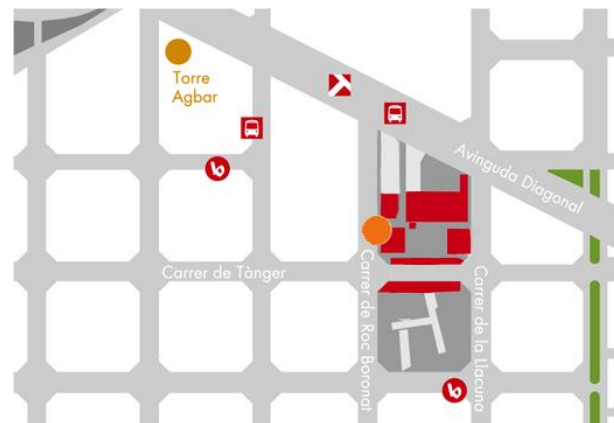 Torre
Agbar
Avinguda Diagonal
b
Carrer de Tànger
Carrer de Roc Boronat
Carrer de la Llacuna
b